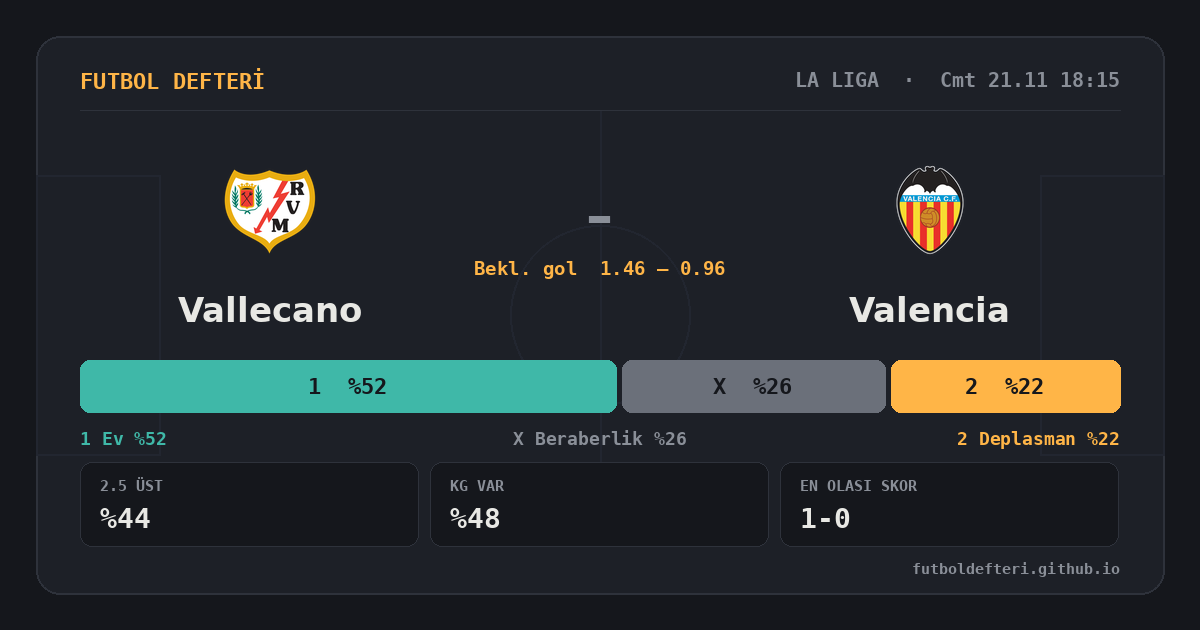 FUTBOL DEFTERİ
LA LIGA · Cmt 21.11 18:15
R
V
M
VALENCIA C.F.
–
Bekl. gol 1.46 – 0.96
Vallecano
Valencia
1 %52
X %26
2 %22
1 Ev %52
X Beraberlik %26
2 Deplasman %22
2.5 ÜST
KG VAR
EN OLASI SKOR
%44
%48
1-0
futboldefteri.github.io